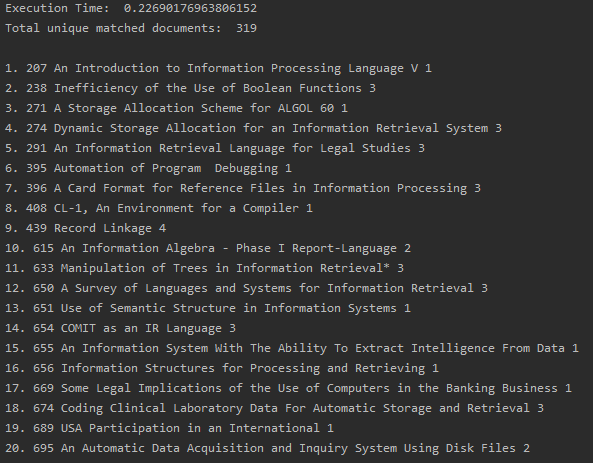 Execution Time:  0.22690176963806152
Total unique matched documents:  319
1. 207 An Introduction to Information Processing Language V 1
2. 238 Inefficiency of the Use of Boolean Functions 3
3. 271 A Storage Allocation Scheme for ALGOL 60 1
4. 274 Dynamic Storage Allocation for an Information Retrieval System 3
5. 291 An Information Retrieval Language for Legal Studies 3
6. 395 Automation of Program  Debugging 1
7. 396 A Card Format for Reference Files in Information Processing 3
8. 408 CL-1, An Environment for a Compiler 1
9. 439 Record Linkage 4
10. 615 An Information Algebra - Phase I Report-Language 2
11. 633 Manipulation of Trees in Information Retrieval* 3
12. 650 A Survey of Languages and Systems for Information Retrieval 3
13. 651 Use of Semantic Structure in Information Systems 1
14. 654 COMIT as an IR Language 3
15. 655 An Information System With The Ability To Extract Intelligence From Data 1
16. 656 Information Structures for Processing and Retrieving 1
17. 669 Some Legal Implications of the Use of Computers in the Banking Business 1
18. 674 Coding Clinical Laboratory Data For Automatic Storage and Retrieval 3
19. 689 USA Participation in an International 1
20. 695 An Automatic Data Acquisition and Inquiry System Using Disk Files 2